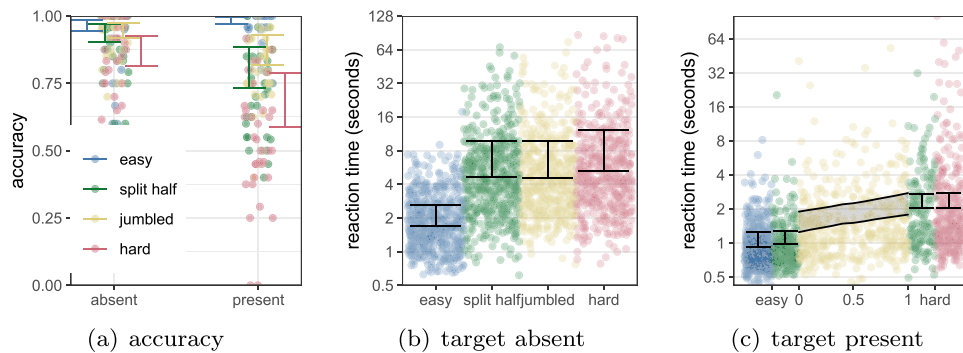 accuracy
1.00
0.75
0.50
0.25
0.00
easy
split half
jumbled
hard
absent
present
(a) accuracy
reaction time (seconds)
128
64
32
16
8
4
2
1
0.5
easy
split half
jumbled
hard
(b) target absent
reaction time (seconds)
64
32
16
8
4
2
1
0.5
easy 0 0.5 1 hard
(c) target present